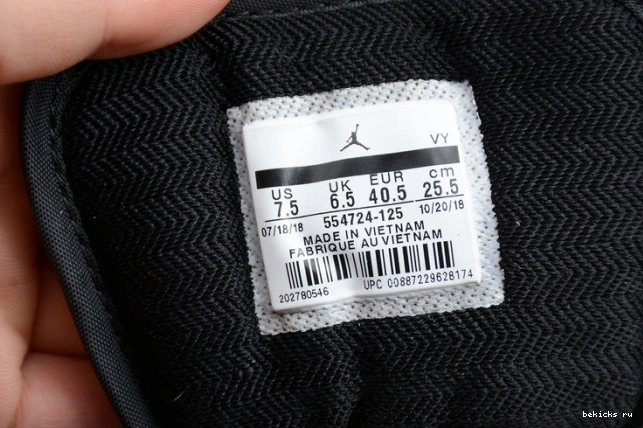 VY
US UK EUR cm
7.5 6.5 40.5 25.5
07/18/18 554724-125 10/20/18
MADE IN VIETNAM
FABRIQUE AU VIETNAM
202780546 UPC 00887229628174
bekicks ru